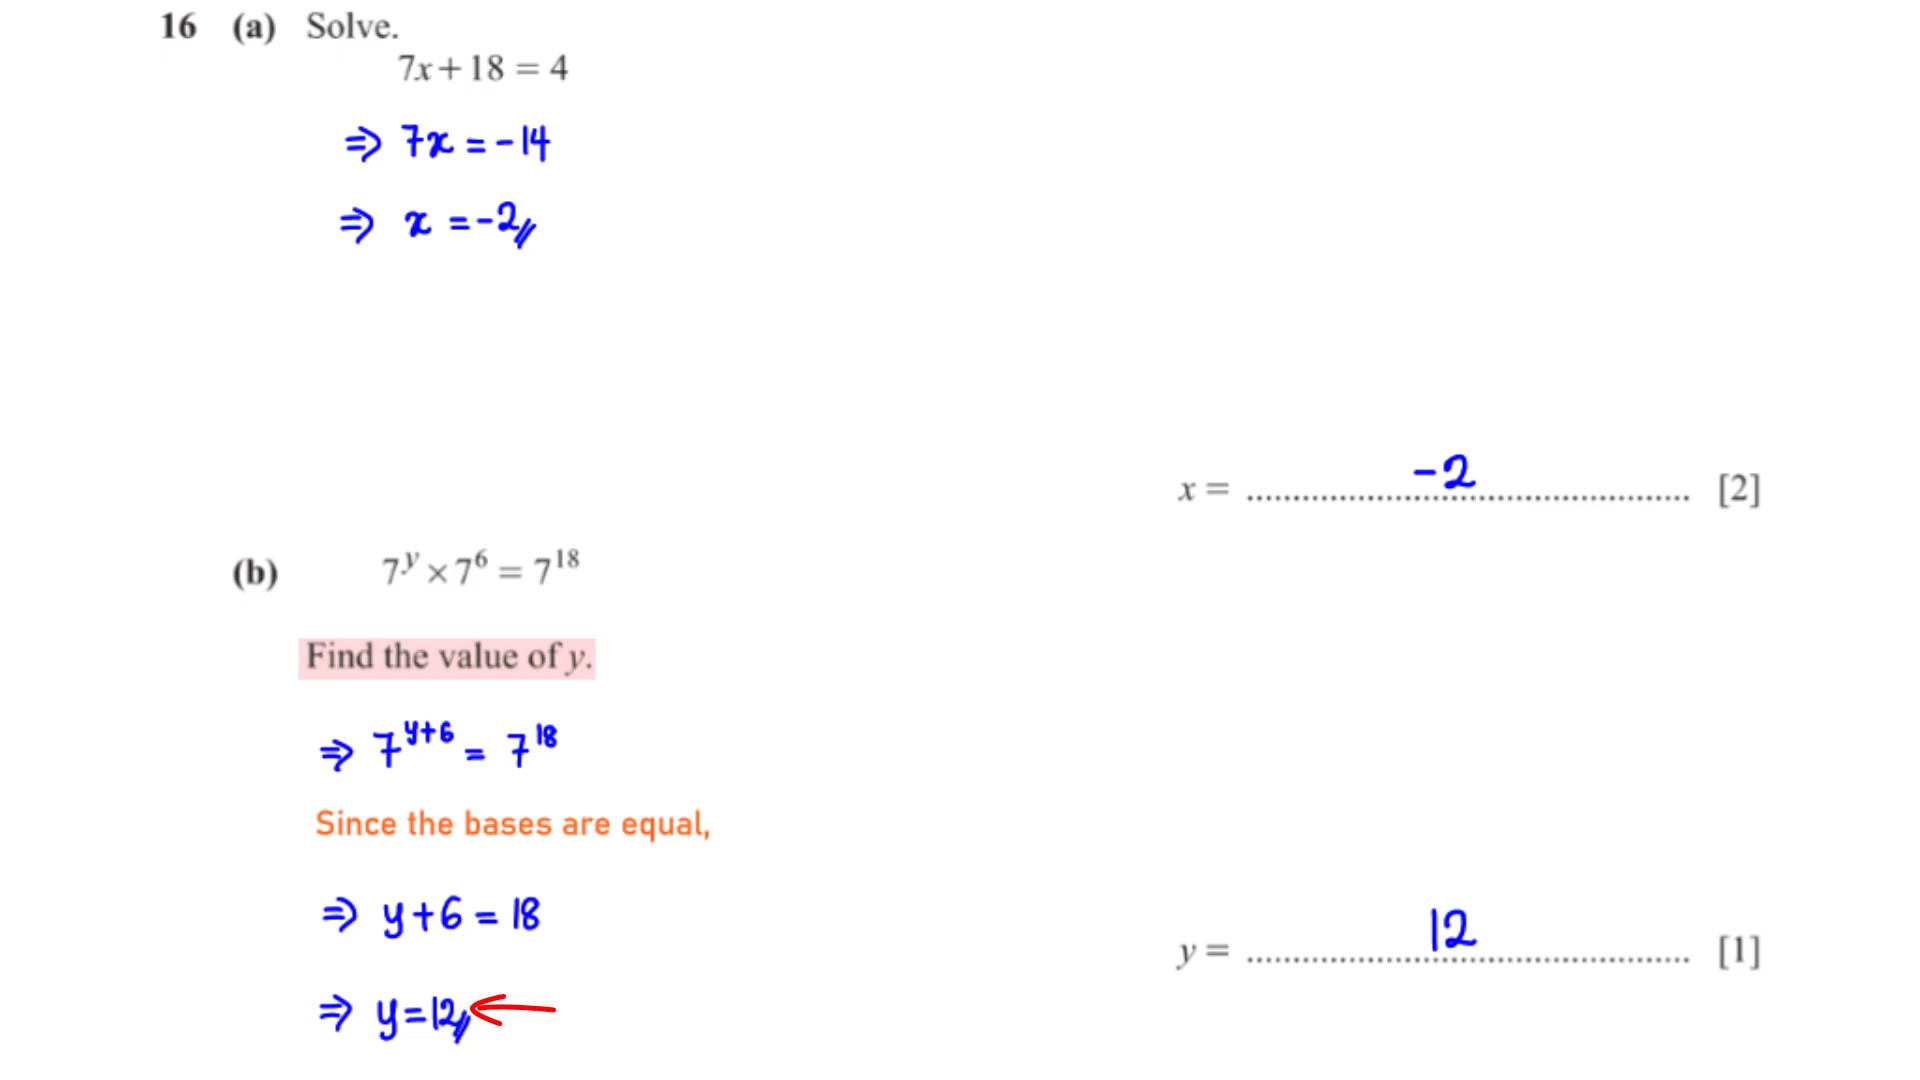 16 (a) Solve.
7x + 18 = 4
⇒ 7x = -14
⇒ x = -2
x = ................................................ [2]
-2
(b) 7^y × 7^6 = 7^18
Find the value of y.
⇒ 7^(y+6) = 7^18
Since the bases are equal,
⇒ y + 6 = 18
y = ................................................ [1]
12
⇒ y = 12